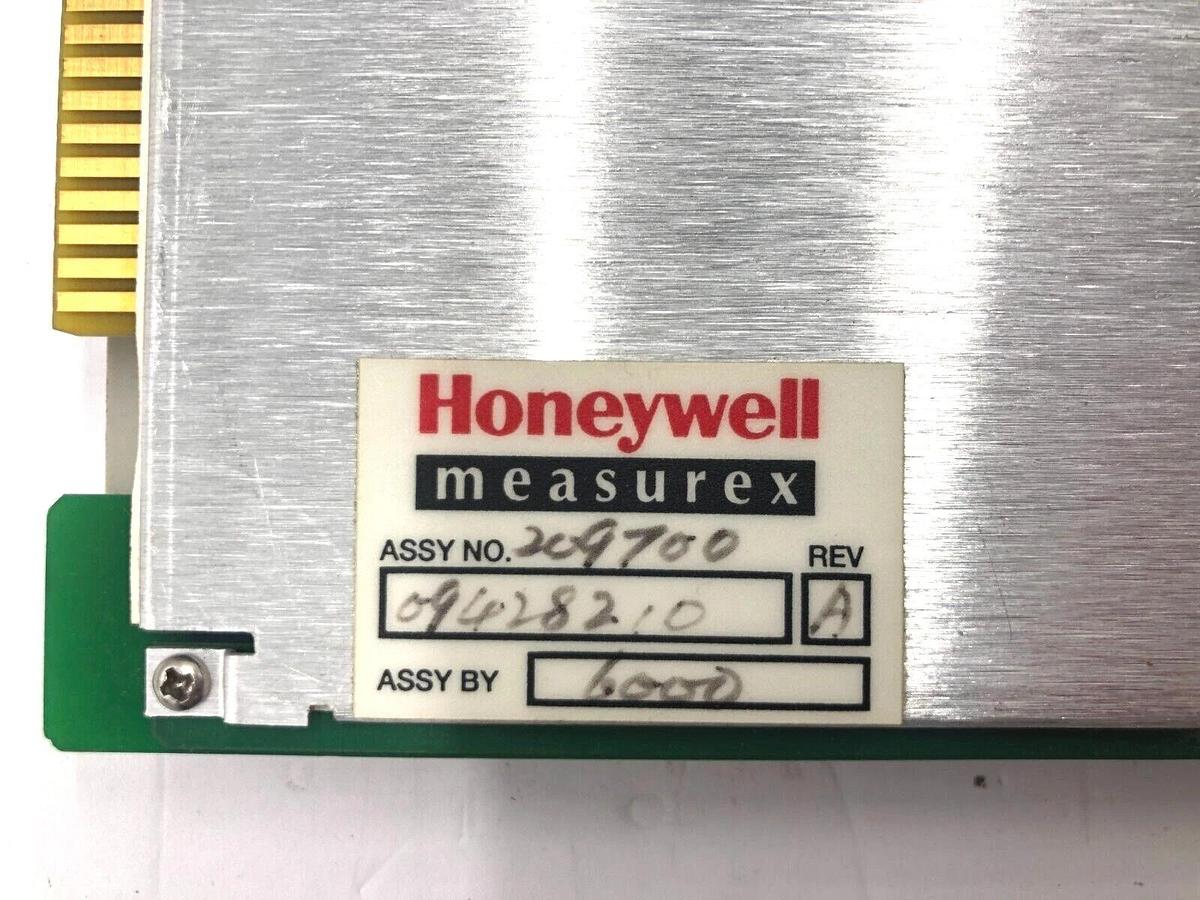 Honeywell
measurex
ASSY NO. 209700 REV
09428210 A
ASSY BY 6000